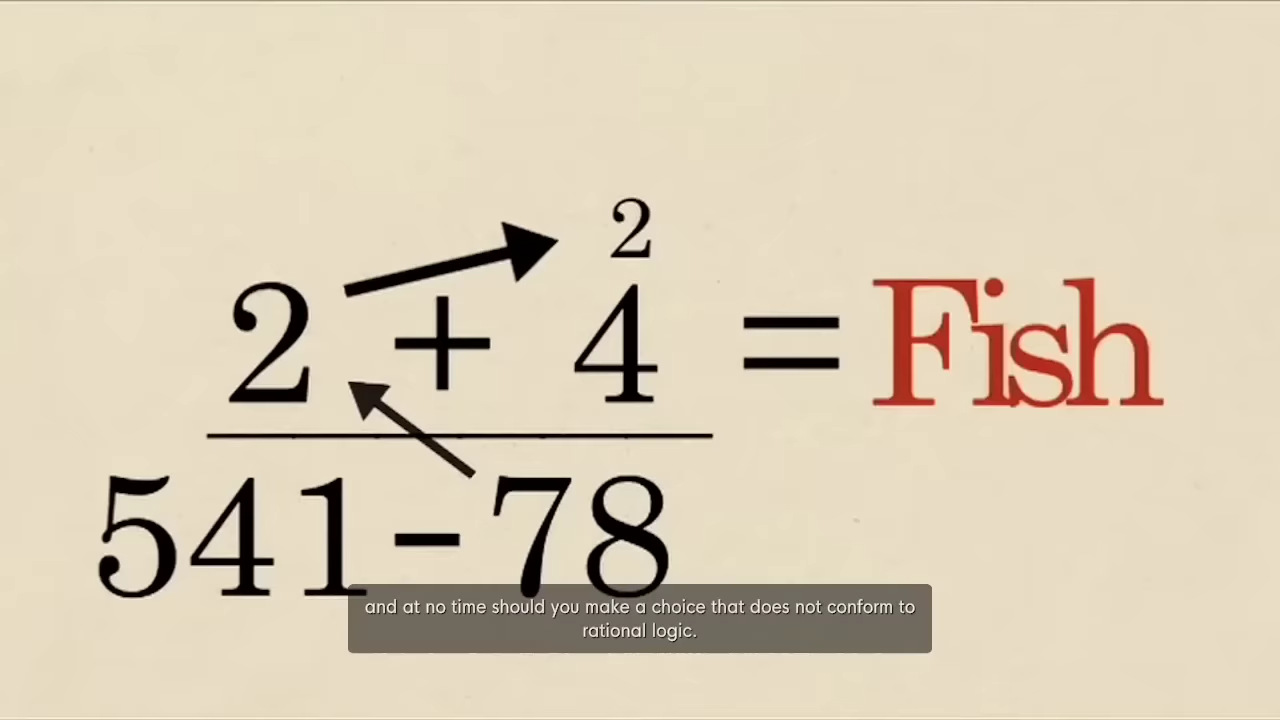 2
2 + 4 = Fish
541-78
and at no time should you make a choice that does not conform to
rational logic.